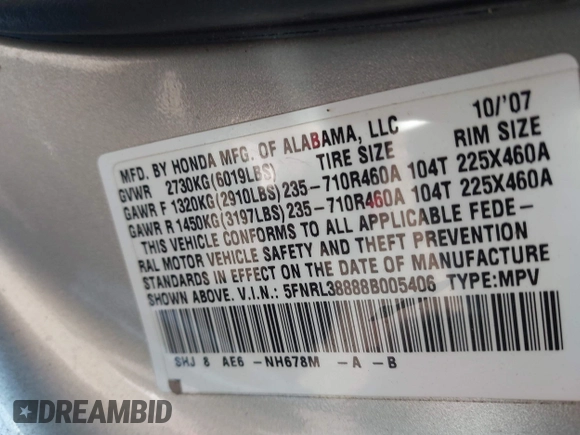 MFD. BY HONDA MFG. OF ALABAMA, LLC 10/'07
GVWR 2730KG(6019LBS) TIRE SIZE RIM SIZE
GAWR F 1320KG(2910LBS) 235-710R460A 104T 225X460A
GAWR R 1450KG(3197LBS) 235-710R460A 104T 225X460A
THIS VEHICLE CONFORMS TO ALL APPLICABLE FEDE-
RAL MOTOR VEHICLE SAFETY AND THEFT PREVENTION
STANDARDS IN EFFECT ON THE DATE OF MANUFACTURE
SHOWN ABOVE. V.I.N.: 5FNRL38888B005406 TYPE:MPV
SHJ 8 AE6 -NH678M -A -B
DREAMBID